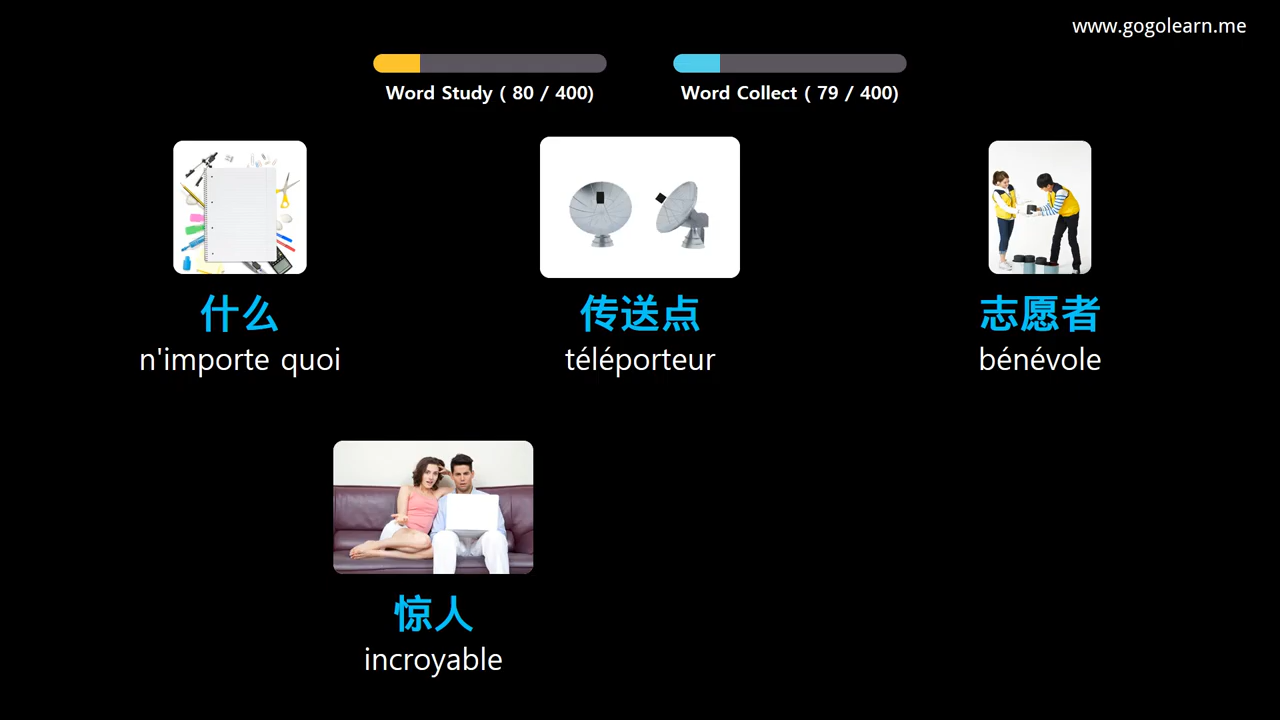 www.gogolearn.me
Word Study ( 80 / 400)
Word Collect ( 79 / 400)
什么
n'importe quoi
传送点
téléporteur
志愿者
bénévole
惊人
incroyable